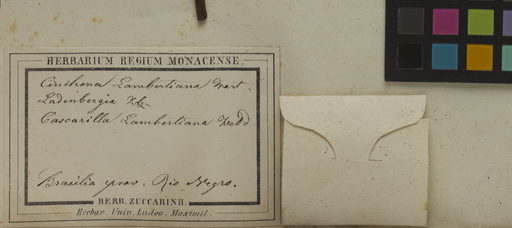 HERBARIUM REGIUM MONACENSE.
Cinchona Lambertiana Mart.
Ladenbergia Kl.
Cascarilla Lambertiana Wedd.
Brasilia prov. Rio Negro.
HERB. ZUCCARINII.
Herbar. Univ. Ludov. Maximil.